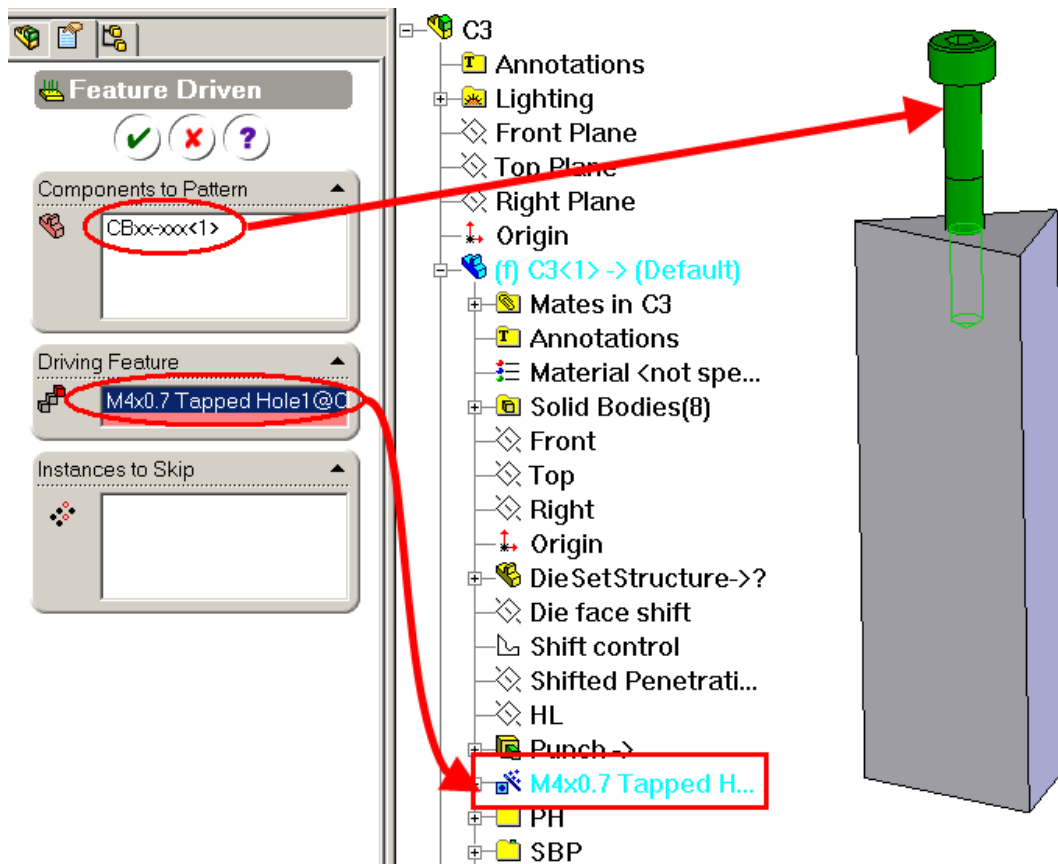 Feature Driven
Components to Pattern
CBxx-xxx<1>
Driving Feature
M4x0.7 Tapped Hole1@C
Instances to Skip
C3
Annotations
Lighting
Front Plane
Top Plane
Right Plane
Origin
(f) C3<1> -> (Default)
Mates in C3
Annotations
Material <not spe...
Solid Bodies(8)
Front
Top
Right
Origin
DieSetStructure->?
Die face shift
Shift control
Shifted Penetrati...
HL
Punch ->
M4x0.7 Tapped H...
PH
SBP